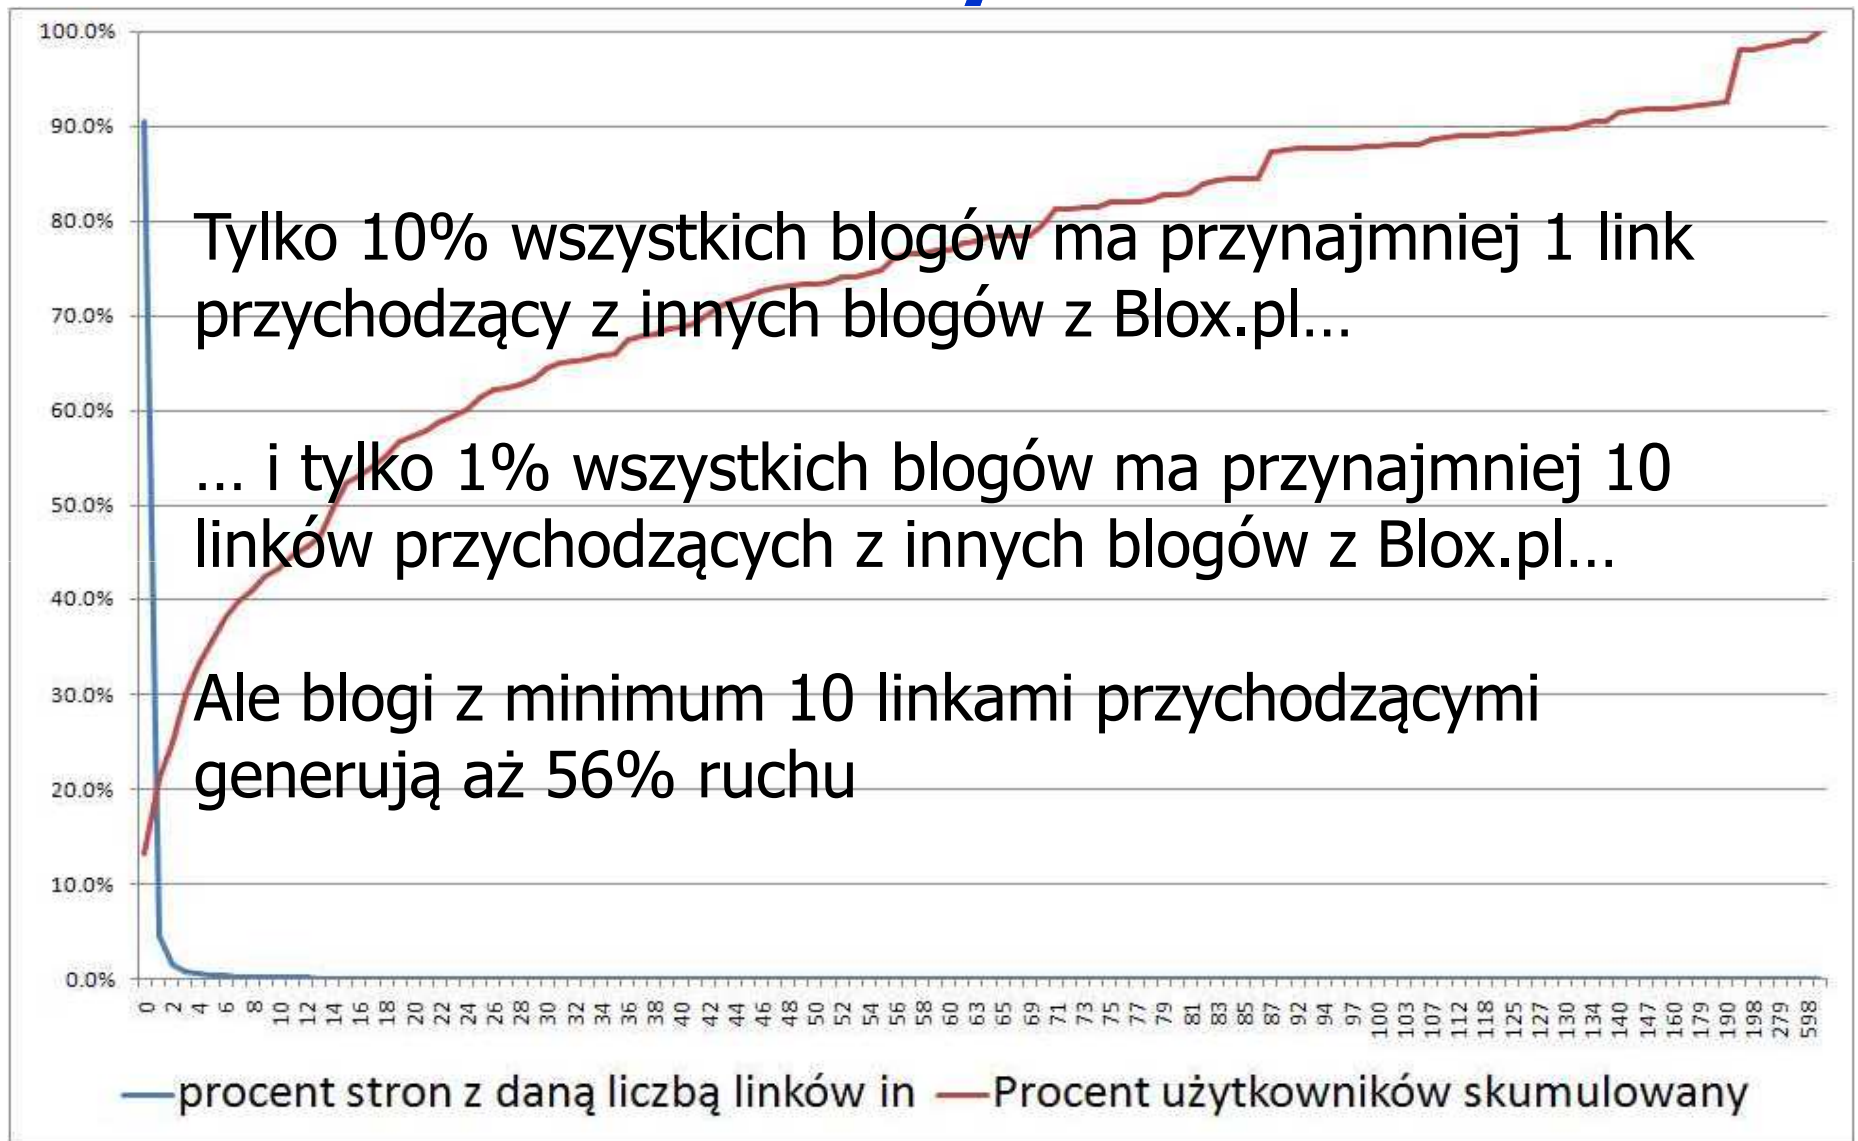 100.0%
90.0%
80.0%
70.0%
60.0%
50.0%
40.0%
30.0%
20.0%
10.0%
0.0%
Tylko 10% wszystkich blogów ma przynajmniej 1 link
przychodzący z innych blogów z Blox.pl...
... i tylko 1% wszystkich blogów ma przynajmniej 10
linków przychodzących z innych blogów z Blox.pl...
Ale blogi z minimum 10 linkami przychodzącymi
generują aż 56% ruchu
0 2 4 6 8 10 12 14 16 18 20 22 24 26 28 30 32 34 36 38 40 42 44 46 48 50 52 54 56 58 60 63 65 69 71 73 75 77 79 81 83 85 87 92 94 97 100 103 107 112 118 125 127 130 134 140 147 160 179 190 198 279 598
procent stron z daną liczbą linków in Procent użytkowników skumulowany